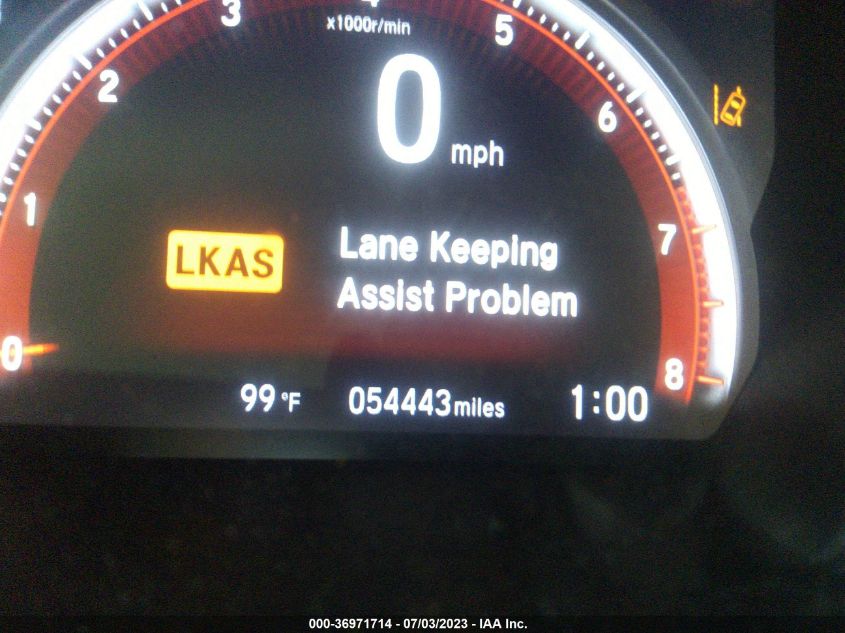 3 4 5
x1000r/min
2 0 mph 6
1 LKAS Lane Keeping 7
Assist Problem
0 8
99 °F 054443 miles 1:00
000-36971714 - 07/03/2023 - IAA Inc.